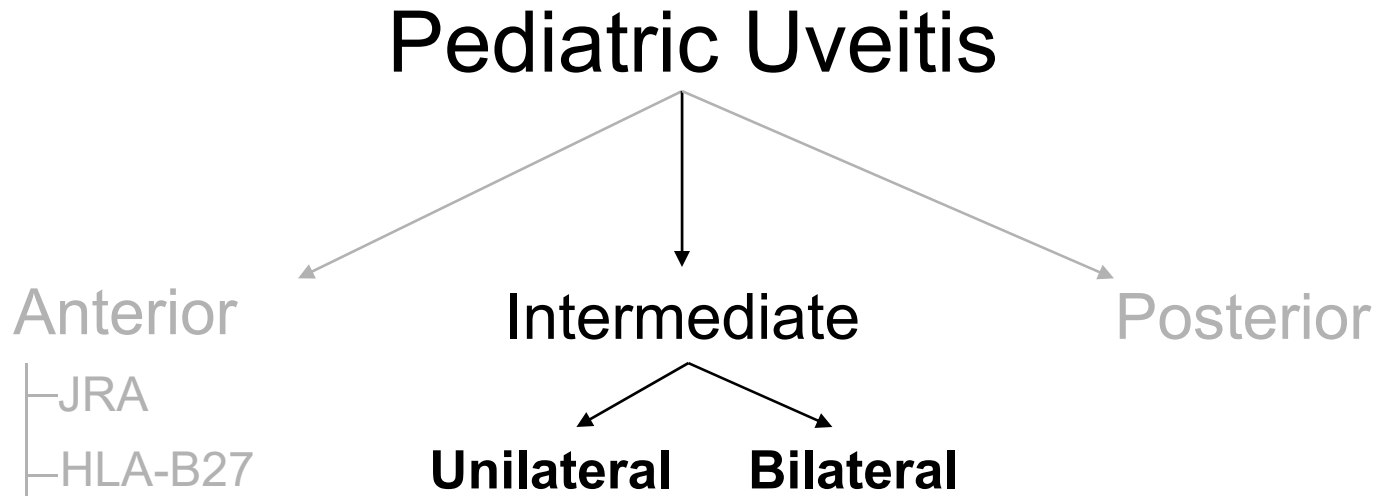 Pediatric Uveitis
Anterior
Intermediate
Posterior
JRA
HLA-B27
Unilateral
Bilateral